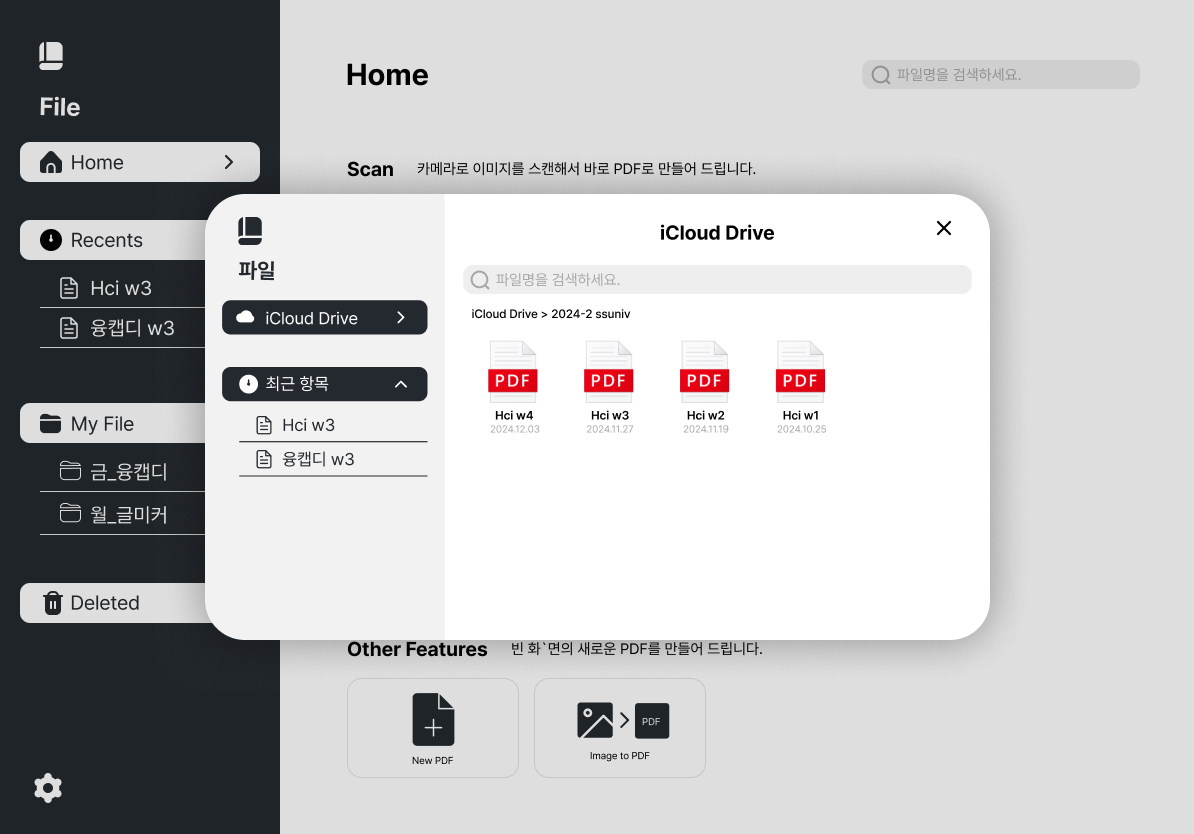 File
Home
Recents
Hci w3
융캡디 w3
My File
금_융캡디
월_글미커
Deleted
Home
파일명을 검색하세요.
Scan 카메라로 이미지를 스캔해서 바로 PDF로 만들어 드립니다.
파일
iCloud Drive
최근 항목
Hci w3
융캡디 w3
iCloud Drive
파일명을 검색하세요.
iCloud Drive > 2024-2 ssuniv
PDF PDF PDF PDF
Hci w4 Hci w3 Hci w2 Hci w1
2024.12.03 2024.11.27 2024.11.19 2024.10.25
Other Features 빈 화`면의 새로운 PDF를 만들어 드립니다.
PDF
New PDF Image to PDF